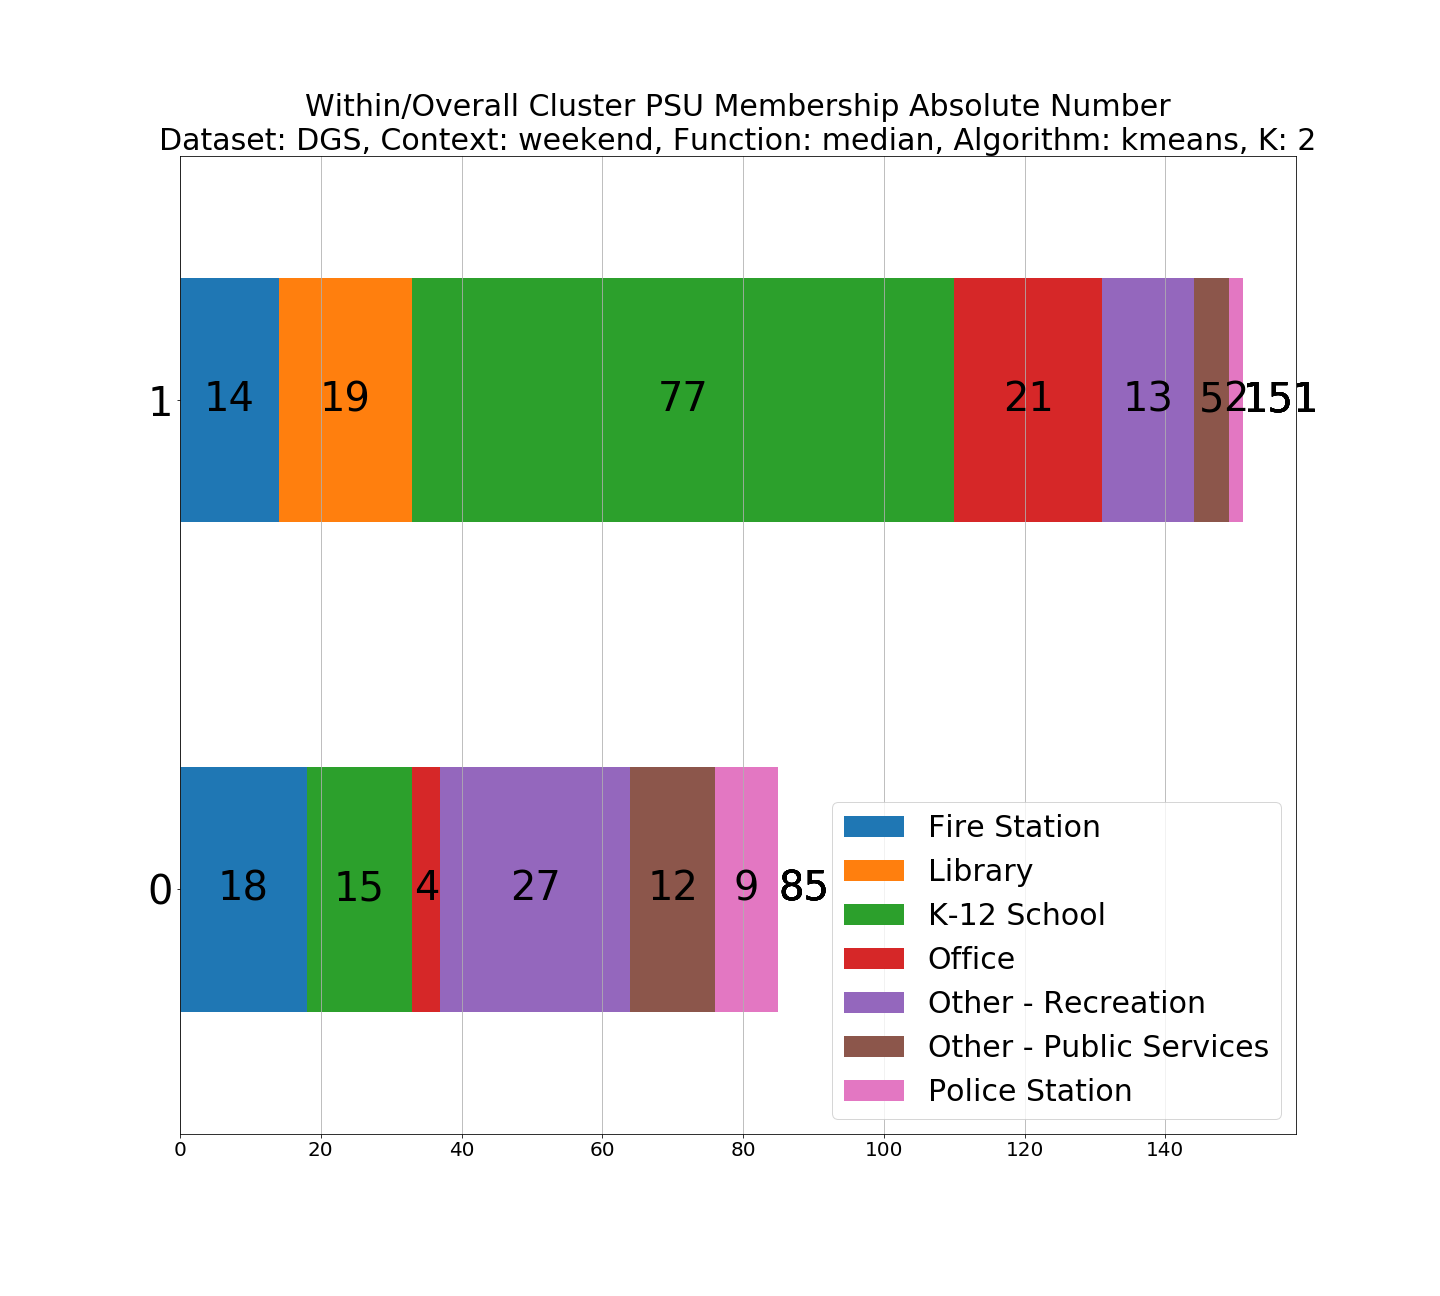 Within/Overall Cluster PSU Membership Absolute Number
Dataset: DGS, Context: weekend, Function: median, Algorithm: kmeans, K: 2
1
14
19
77
21
13
5
2
151
0
18
15
4
27
12
9
85
Fire Station
Library
K-12 School
Office
Other - Recreation
Other - Public Services
Police Station
0
20
40
60
80
100
120
140